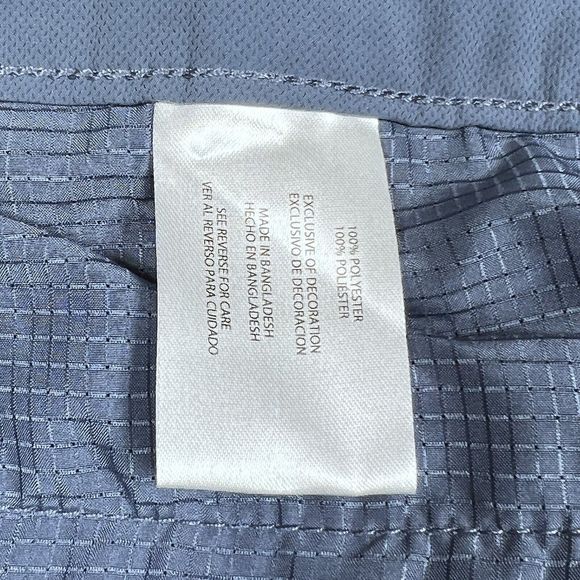 100% POLYESTER
100% POLIESTER
EXCLUSIVE OF DECORATION
EXCLUSIVO DE DECORACION
MADE IN BANGLADESH
HECHO EN BANGLADESH
SEE REVERSE FOR CARE
VER AL REVERSO PARA CUIDADO